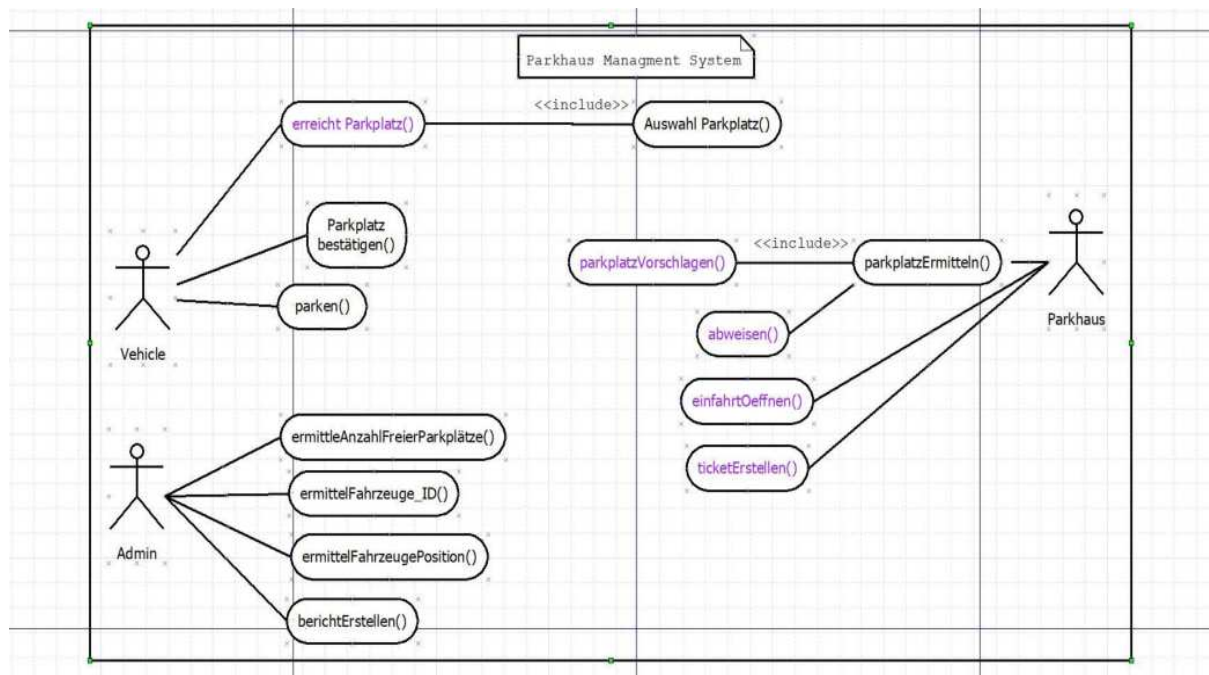 Parkhaus Managment System
<<include>>
erreicht Parkplatz()
Auswahl Parkplatz()
Parkplatz
bestätigen()
<<include>>
parkplatzVorschlagen()
parkplatzErmitteln()
parken()
Parkhaus
abweisen()
Vehicle
einfahrtOeffnen()
ermittleAnzahlFreierParkplätze()
ticketErstellen()
ermittelFahrzeuge_ID()
Admin
ermittelFahrzeugePosition()
berichtErstellen()